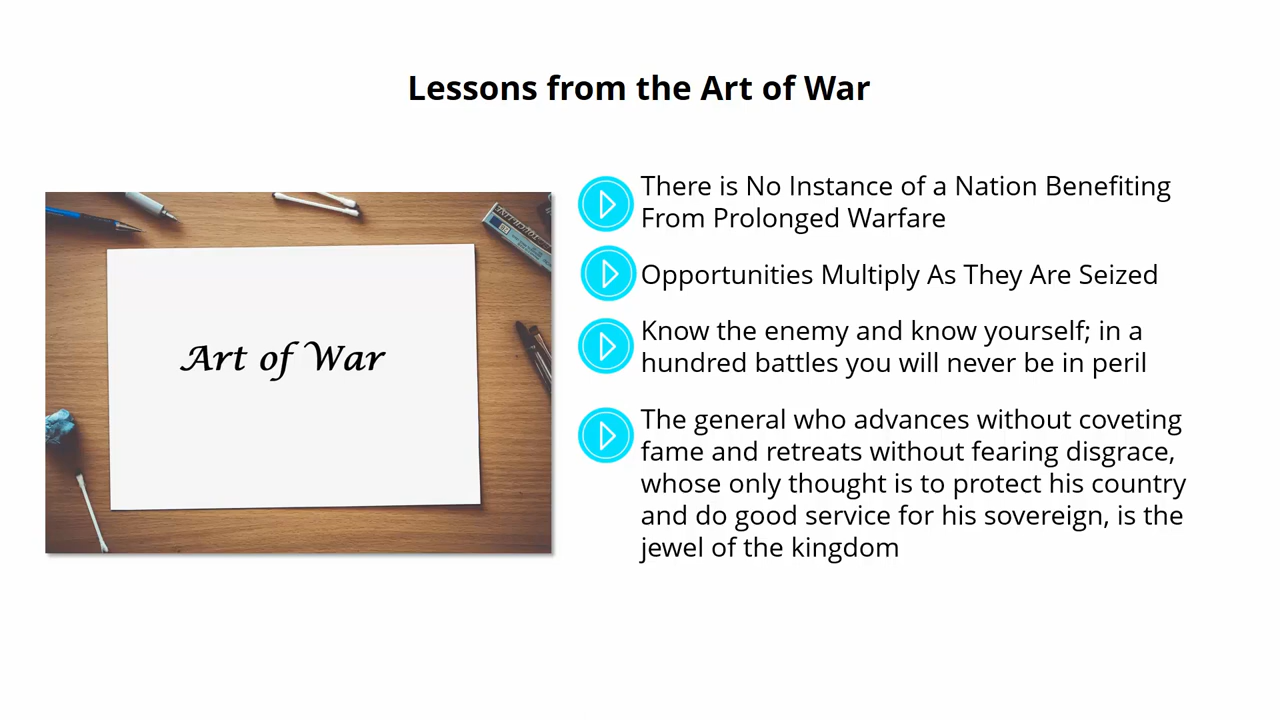 Lessons from the Art of War
Art of War
There is No Instance of a Nation Benefiting
From Prolonged Warfare
Opportunities Multiply As They Are Seized
Know the enemy and know yourself; in a
hundred battles you will never be in peril
The general who advances without coveting
fame and retreats without fearing disgrace,
whose only thought is to protect his country
and do good service for his sovereign, is the
jewel of the kingdom